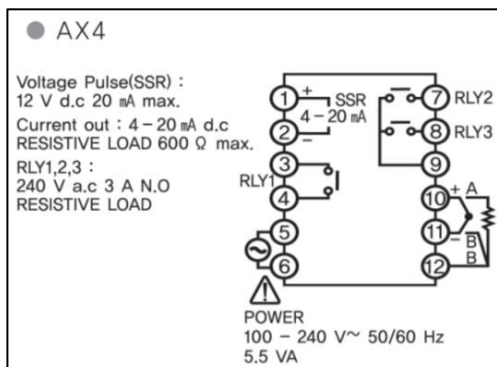 AX4
Voltage Pulse(SSR) :
12 V d.c 20 ㎃ max.
Current out : 4 – 20 ㎃ d.c
RESISTIVE LOAD 600 Ω max.
RLY1,2,3 :
240 V a.c 3 A N.O
RESISTIVE LOAD
1
+
SSR
4 – 20 ㎃
2
–
3
RLY1
4
5
6
7
RLY2
8
RLY3
9
10
+ A
11
– B
B
12
POWER
100 – 240 V~ 50/60 Hz
5.5 VA